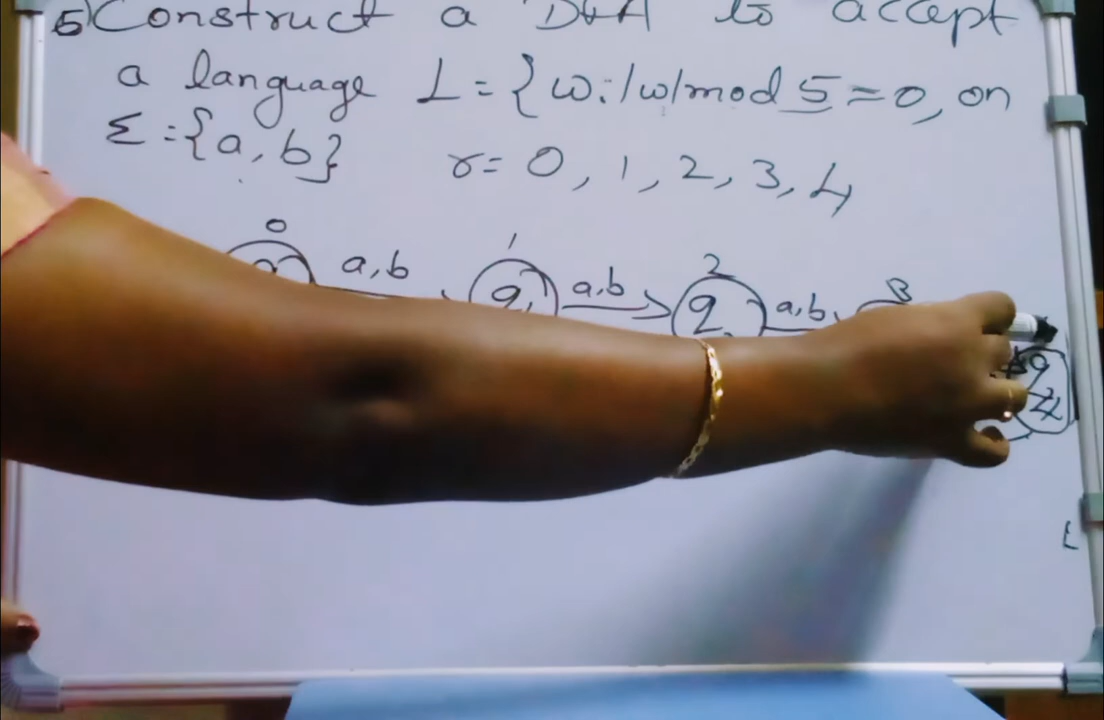 5) Construct a DFA to accept
a language L = { w : |w| mod 5 = 0, on
Σ = {a, b} r = 0, 1, 2, 3, 4
0 1 2 3
a,b a,b a,b
q₁ q
q